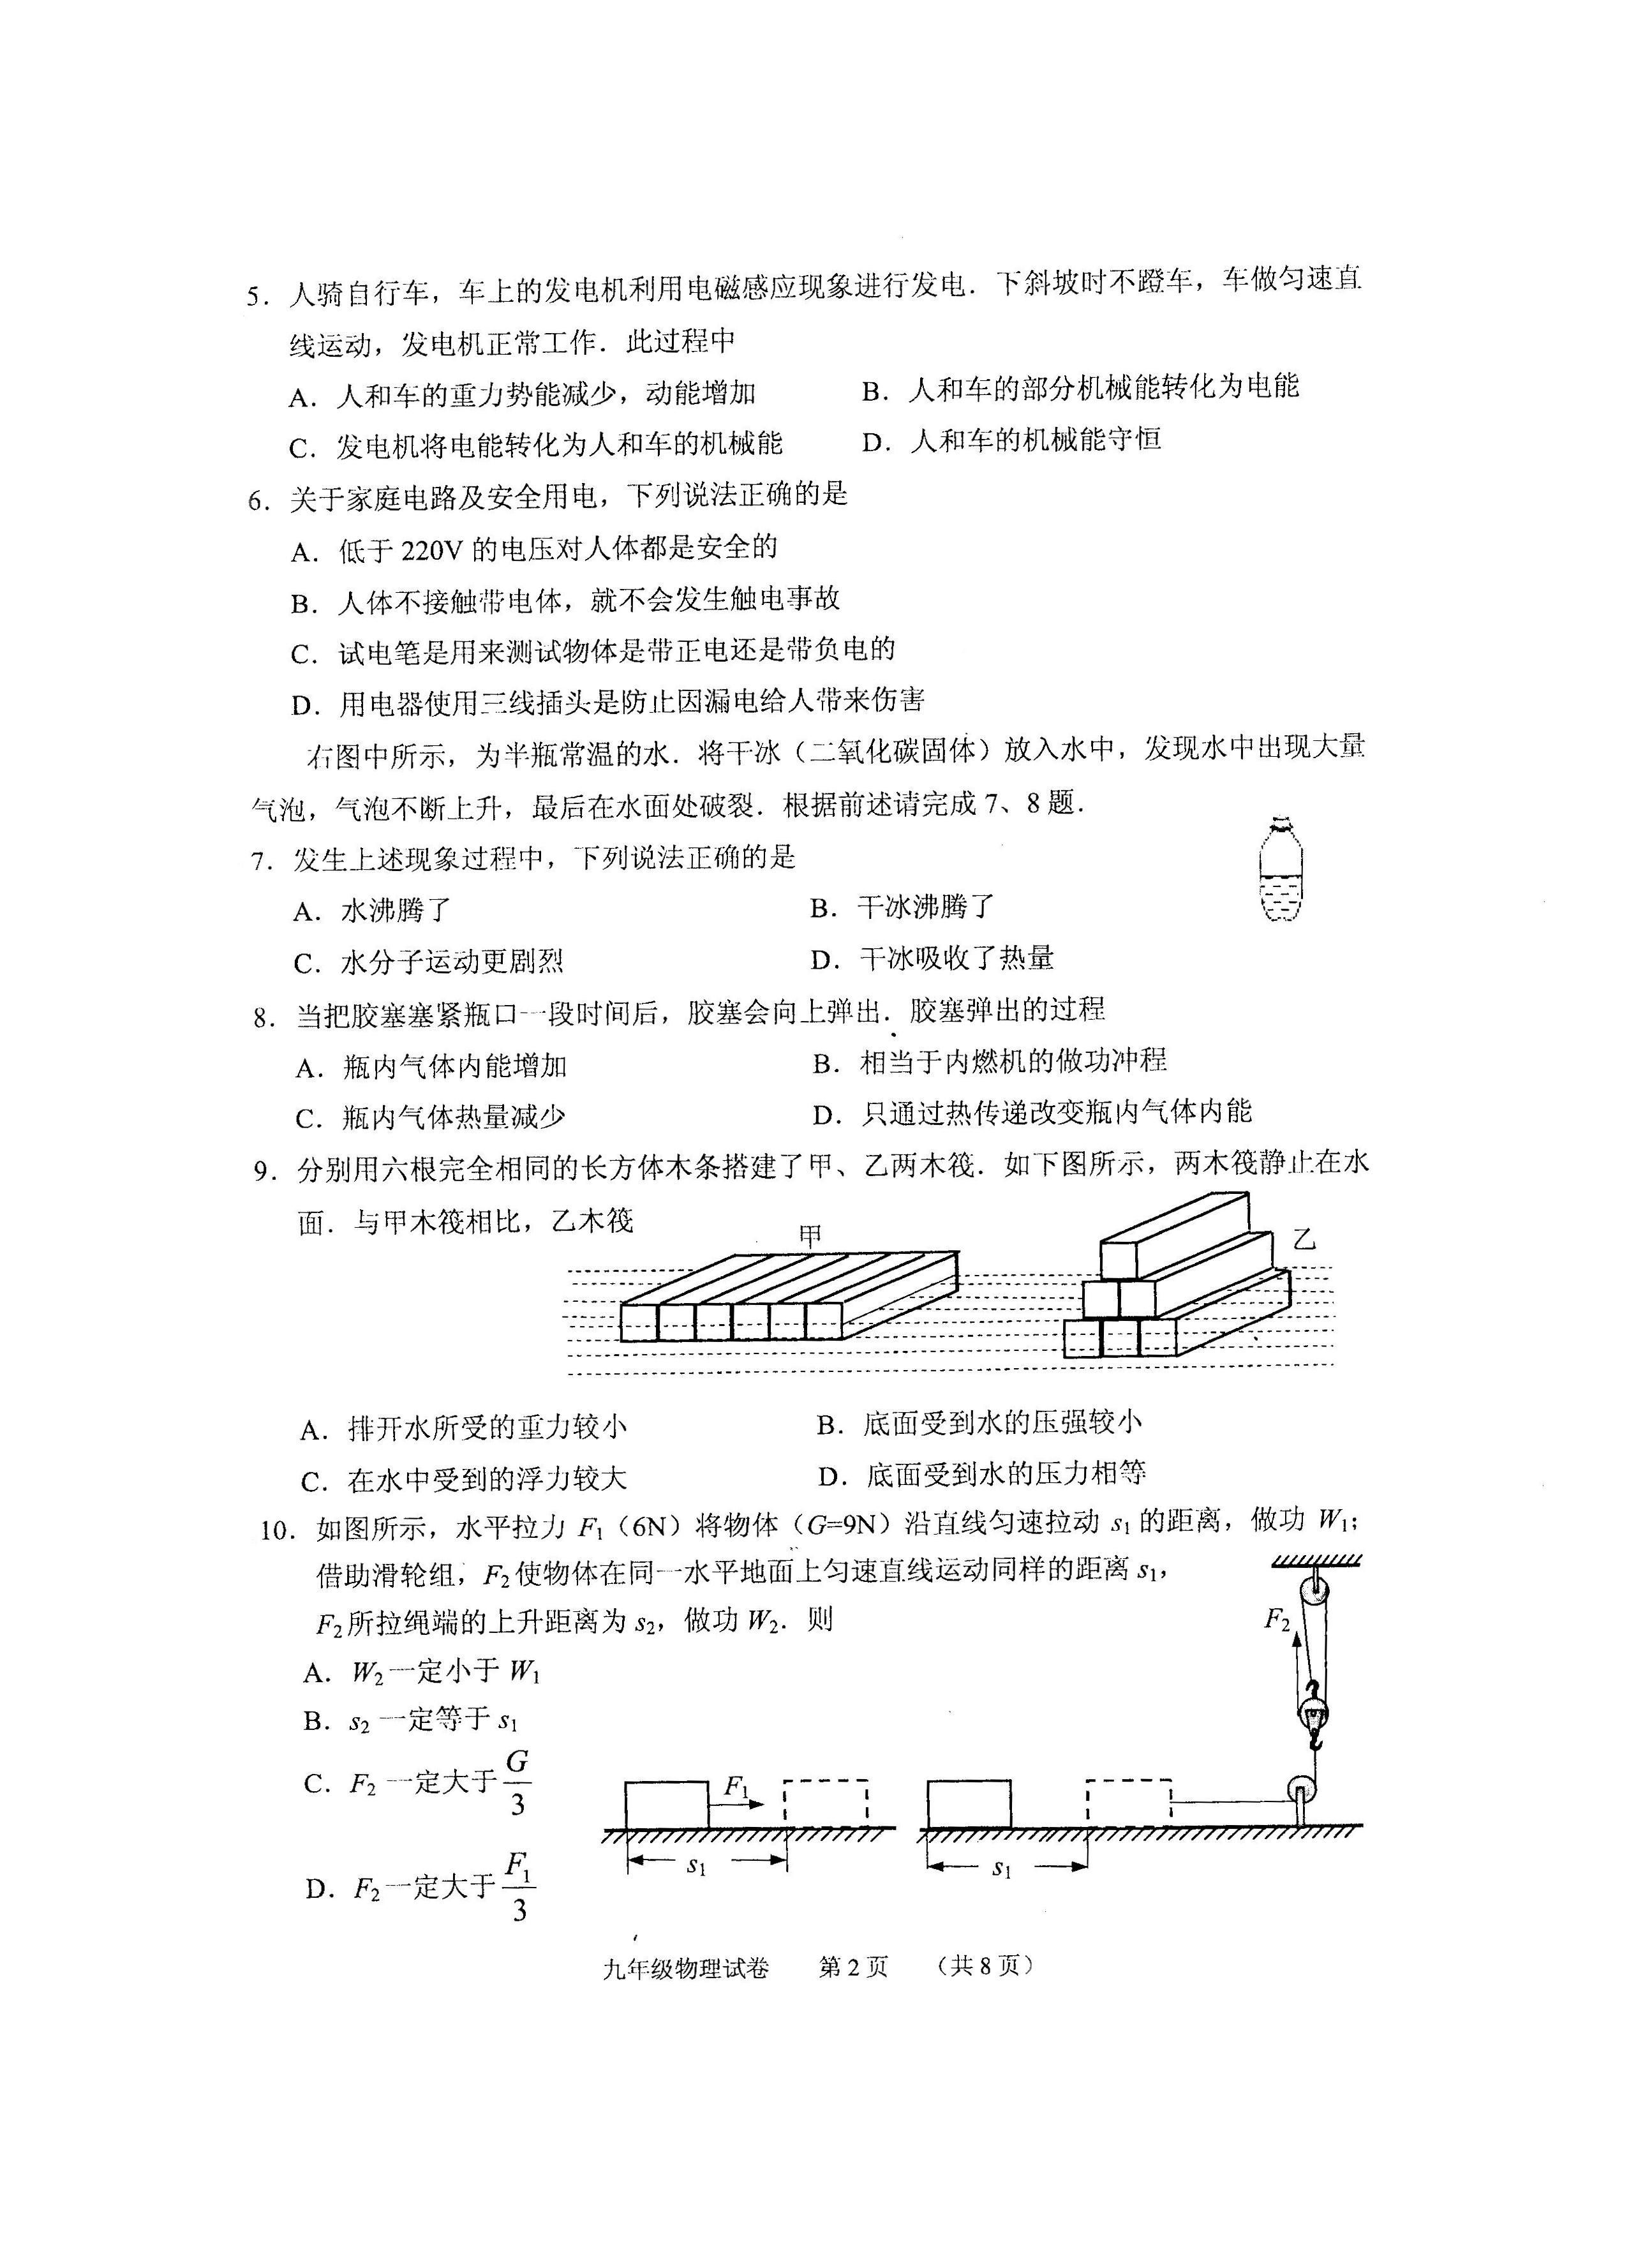 5．人骑自行车，车上的发电机利用电磁感应现象进行发电．下斜坡时不蹬车，车做匀速直
线运动，发电机正常工作．此过程中
A．人和车的重力势能减少，动能增加 B．人和车的部分机械能转化为电能
C．发电机将电能转化为人和车的机械能 D．人和车的机械能守恒
6．关于家庭电路及安全用电，下列说法正确的是
A．低于 220V 的电压对人体都是安全的
B．人体不接触带电体，就不会发生触电事故
C．试电笔是用来测试物体是带正电还是带负电的
D．用电器使用三线插头是防止因漏电给人带来伤害
右图中所示，为半瓶常温的水．将干冰（二氧化碳固体）放入水中，发现水中出现大量
气泡，气泡不断上升，最后在水面处破裂．根据前述请完成 7、8 题．
7．发生上述现象过程中，下列说法正确的是
A．水沸腾了 B．干冰沸腾了
C．水分子运动更剧烈 D．干冰吸收了热量
8．当把胶塞塞紧瓶口一段时间后，胶塞会向上弹出．胶塞弹出的过程
A．瓶内气体内能增加 B．相当于内燃机的做功冲程
C．瓶内气体热量减少 D．只通过热传递改变瓶内气体内能
9．分别用六根完全相同的长方体木条搭建了甲、乙两木筏．如下图所示，两木筏静止在水
面．与甲木筏相比，乙木筏
甲 乙
A．排开水所受的重力较小 B．底面受到水的压强较小
C．在水中受到的浮力较大 D．底面受到水的压力相等
10．如图所示，水平拉力 F₁（6N）将物体（G=9N）沿直线匀速拉动 s₁ 的距离，做功 W₁；
借助滑轮组，F₂使物体在同一水平地面上匀速直线运动同样的距离 s₁，
F₂所拉绳端的上升距离为 s₂，做功 W₂．则
F₂
A．W₂一定小于 W₁
B．s₂ 一定等于 s₁
C．F₂ 一定大于 G/3
F₁
s₁ s₁
D．F₂一定大于 F₁/3
九年级物理试卷 第 2 页 （共 8 页）